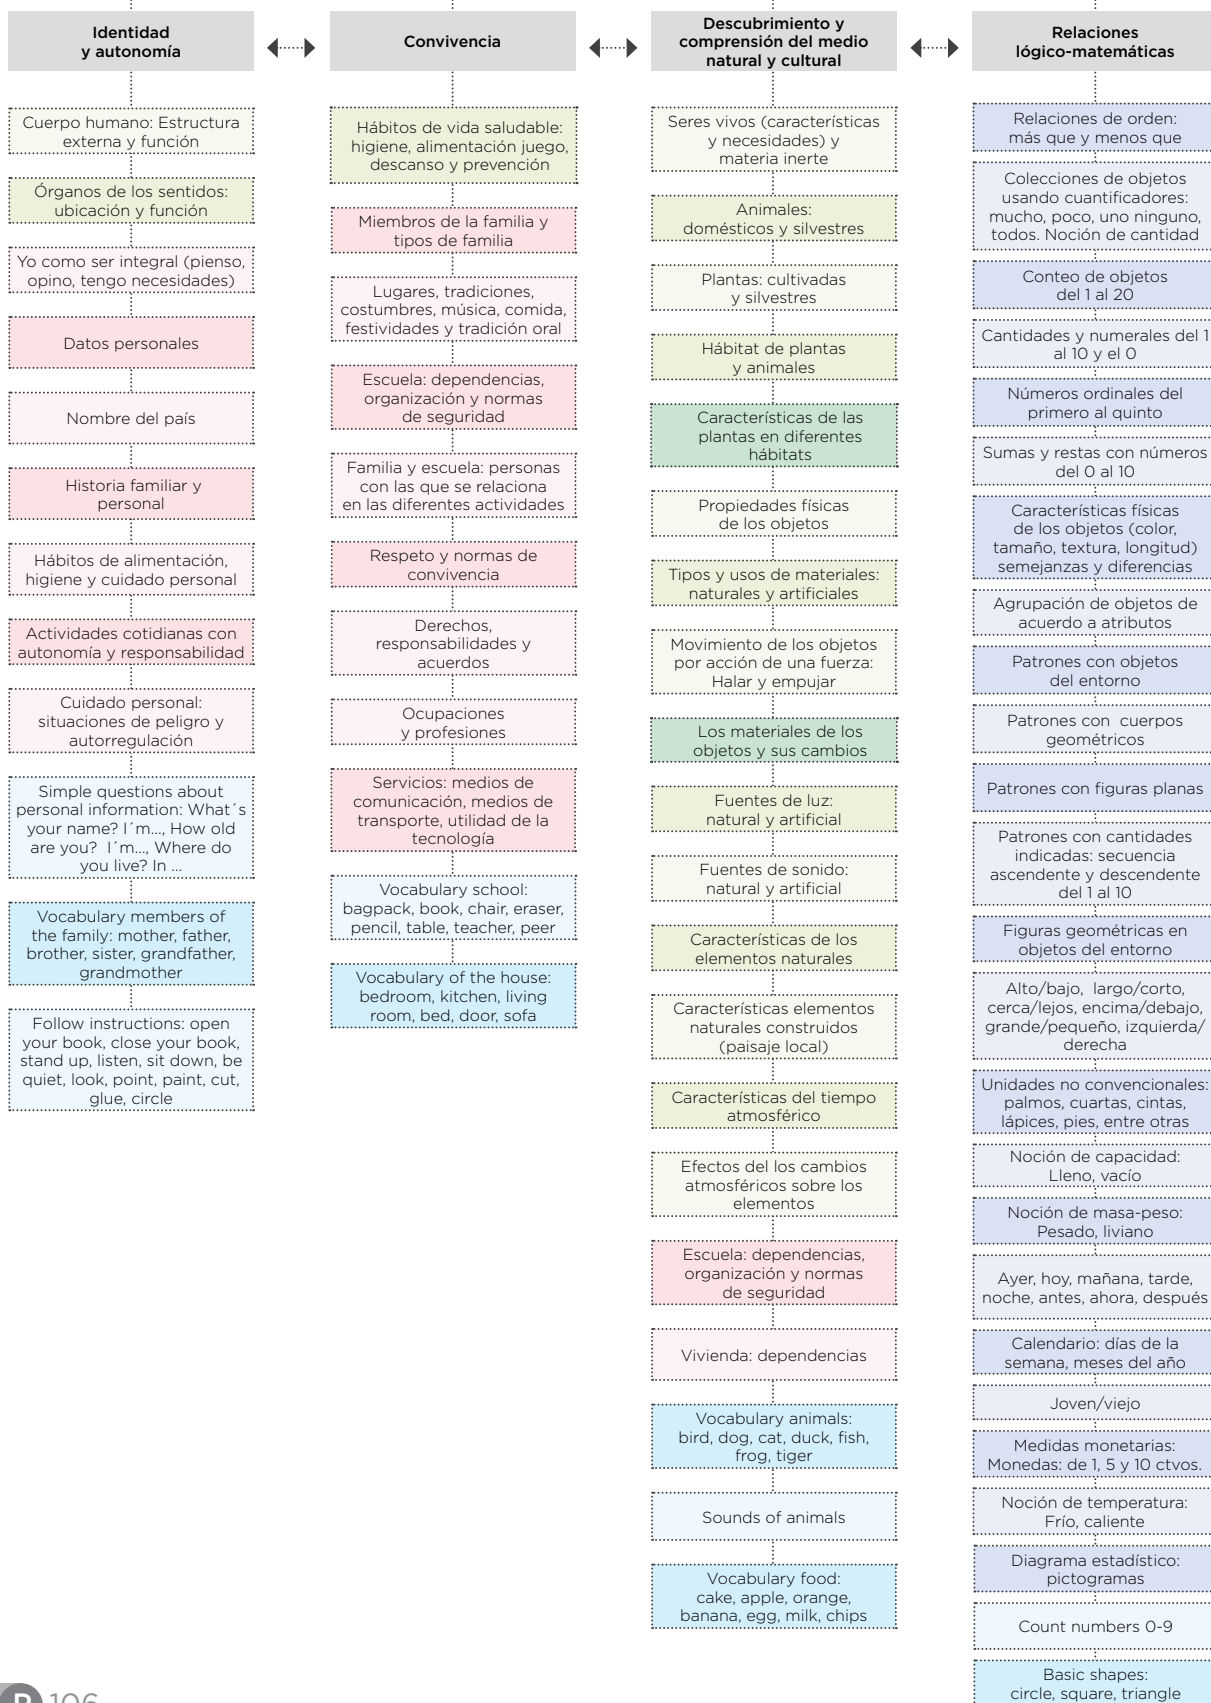 Identidad
y autonomía
Cuerpo humano: Estructura
externa y función
Órganos de los sentidos:
ubicación y función
Yo como ser integral (pienso,
opino, tengo necesidades)
Datos personales
Nombre del país
Historia familiar y
personal
Hábitos de alimentación,
higiene y cuidado personal
Actividades cotidianas con
autonomía y responsabilidad
Cuidado personal:
situaciones de peligro y
autorregulación
Simple questions about
personal information: What´s
your name? I´m..., How old
are you? I´m..., Where do
you live? In ...
Vocabulary members of
the family: mother, father,
brother, sister, grandfather,
grandmother
Follow instructions: open
your book, close your book,
stand up, listen, sit down, be
quiet, look, point, paint, cut,
glue, circle
Convivencia
Hábitos de vida saludable:
higiene, alimentación juego,
descanso y prevención
Miembros de la familia y
tipos de familia
Lugares, tradiciones,
costumbres, música, comida,
festividades y tradición oral
Escuela: dependencias,
organización y normas
de seguridad
Familia y escuela: personas
con las que se relaciona
en las diferentes actividades
Respeto y normas de
convivencia
Derechos,
responsabilidades y
acuerdos
Ocupaciones
y profesiones
Servicios: medios de
comunicación, medios de
transporte, utilidad de la
tecnología
Vocabulary school:
bagpack, book, chair, eraser,
pencil, table, teacher, peer
Vocabulary of the house:
bedroom, kitchen, living
room, bed, door, sofa
Descubrimiento y
comprensión del medio
natural y cultural
Seres vivos (características
y necesidades) y
materia inerte
Animales:
domésticos y silvestres
Plantas: cultivadas
y silvestres
Hábitat de plantas
y animales
Características de las
plantas en diferentes
hábitats
Propiedades físicas
de los objetos
Tipos y usos de materiales:
naturales y artificiales
Movimiento de los objetos
por acción de una fuerza:
Halar y empujar
Los materiales de los
objetos y sus cambios
Fuentes de luz:
natural y artificial
Fuentes de sonido:
natural y artificial
Características de los
elementos naturales
Características elementos
naturales construidos
(paisaje local)
Características del tiempo
atmosférico
Efectos del los cambios
atmosféricos sobre los
elementos
Escuela: dependencias,
organización y normas
de seguridad
Vivienda: dependencias
Vocabulary animals:
bird, dog, cat, duck, fish,
frog, tiger
Sounds of animals
Vocabulary food:
cake, apple, orange,
banana, egg, milk, chips
Relaciones
lógico-matemáticas
Relaciones de orden:
más que y menos que
Colecciones de objetos
usando cuantificadores:
mucho, poco, uno ninguno,
todos. Noción de cantidad
Conteo de objetos
del 1 al 20
Cantidades y numerales del 1
al 10 y el 0
Números ordinales del
primero al quinto
Sumas y restas con números
del 0 al 10
Características físicas
de los objetos (color,
tamaño, textura, longitud)
semejanzas y diferencias
Agrupación de objetos de
acuerdo a atributos
Patrones con objetos
del entorno
Patrones con cuerpos
geométricos
Patrones con figuras planas
Patrones con cantidades
indicadas: secuencia
ascendente y descendente
del 1 al 10
Figuras geométricas en
objetos del entorno
Alto/bajo, largo/corto,
cerca/lejos, encima/debajo,
grande/pequeño, izquierda/
derecha
Unidades no convencionales:
palmos, cuartas, cintas,
lápices, pies, entre otras
Noción de capacidad:
Lleno, vacío
Noción de masa-peso:
Pesado, liviano
Ayer, hoy, mañana, tarde,
noche, antes, ahora, después
Calendario: días de la
semana, meses del año
Joven/viejo
Medidas monetarias:
Monedas: de 1, 5 y 10 ctvos.
Noción de temperatura:
Frío, caliente
Diagrama estadístico:
pictogramas
Count numbers 0-9
Basic shapes:
circle, square, triangle
106